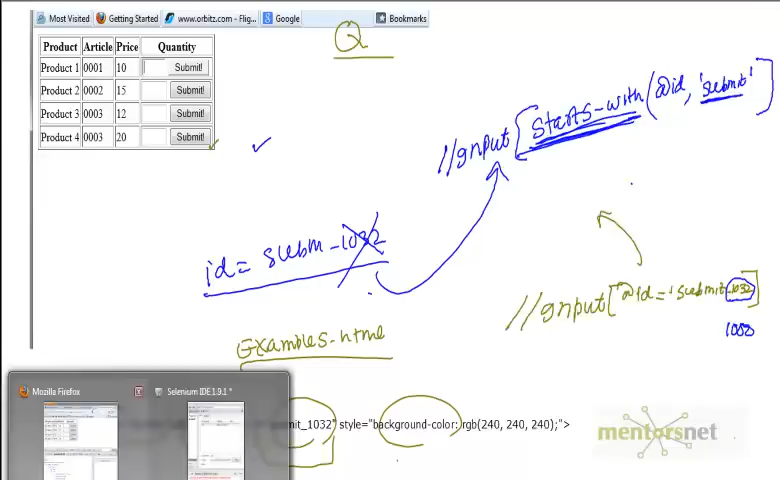 Most Visited Getting Started www.orbitz.com - Flig... Google Bookmarks
Product Article Price Quantity
Product 1 0001 10 Submit!
Product 2 0002 15 Submit!
Product 3 0003 12 Submit!
Product 4 0003 20 Submit!
Q
//input[starts-with(@id, 'submit')]
id= subm-1032
//input[@id='submit_1032]
1050
Examples-html
Mozilla Firefox Selenium IDE 1.9.1 *
mit_1032" style="background-color: rgb(240, 240, 240);">
mentorsnet